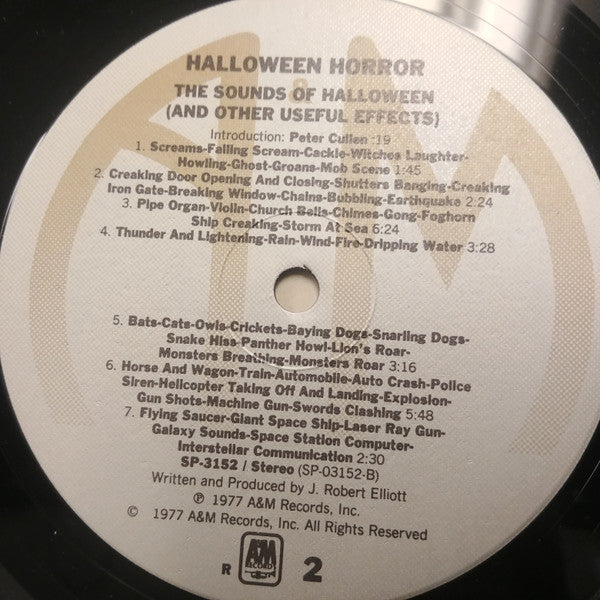 HALLOWEEN HORROR
THE SOUNDS OF HALLOWEEN
(AND OTHER USEFUL EFFECTS)
Introduction: Peter Cullen :19
1. Screams-Falling Scream-Cackle-Witches Laughter-
Howling-Ghost-Groans-Mob Scene 1:45
2. Creaking Door Opening And Closing-Shutters Banging-Creaking
Iron Gate-Breaking Window-Chains-Bubbling-Earthquake 2:24
3. Pipe Organ-Violin-Church Bells-Chimes-Gong-Foghorn
Ship Creaking-Storm At Sea 6:24
4. Thunder And Lightening-Rain-Wind-Fire-Dripping Water 3:28
5. Bats-Cats-Owls-Crickets-Baying Dogs-Snarling Dogs-
Snake Hiss-Panther Howl-Lion's Roar-
Monsters Breathing-Monsters Roar 3:16
6. Horse And Wagon-Train-Automobile-Auto Crash-Police
Siren-Helicopter Taking Off And Landing-Explosion-
Gun Shots-Machine Gun-Swords Clashing 5:48
7. Flying Saucer-Giant Space Ship-Laser Ray Gun-
Galaxy Sounds-Space Station Computer-
Interstellar Communication 2:30
SP-3152 / Stereo (SP-03152-B)
Written and Produced by J. Robert Elliott
℗ 1977 A&M Records, Inc.
© 1977 A&M Records, Inc. All Rights Reserved
R A&M RECORDS 2